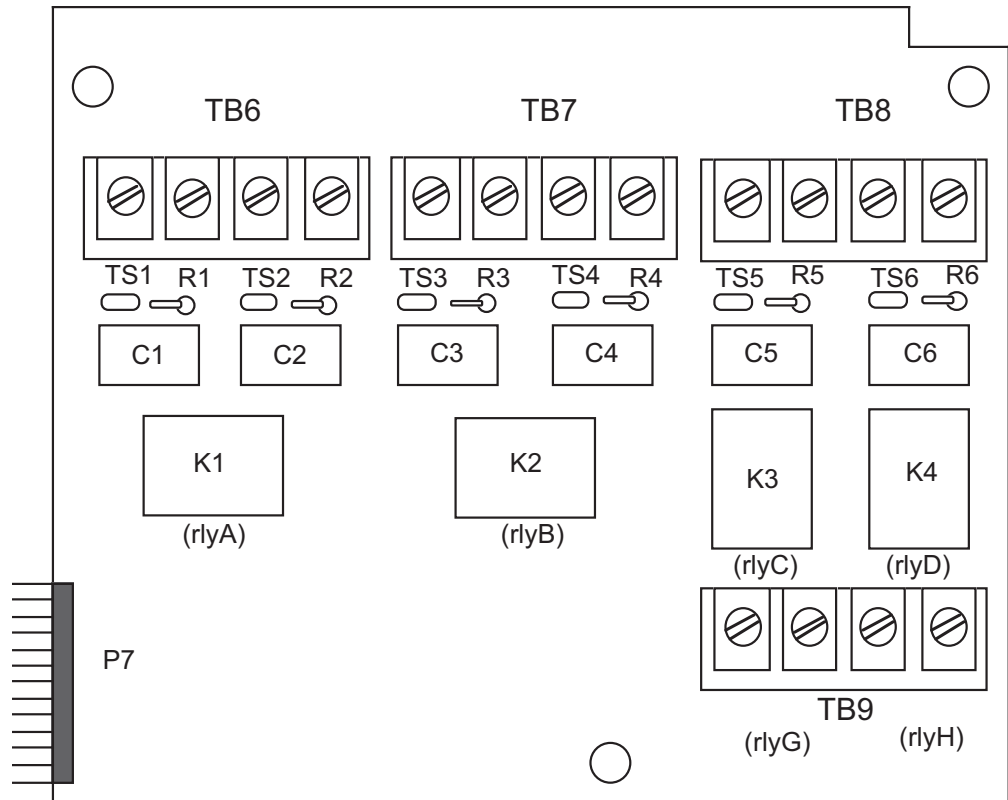 TB6 TB7 TB8
TS1 R1 TS2 R2 TS3 R3 TS4 R4 TS5 R5 TS6 R6
C1 C2 C3 C4 C5 C6
K1 K2 K3 K4
(rlyA) (rlyB)
(rlyC) (rlyD)
P7
TB9
(rlyG) (rlyH)